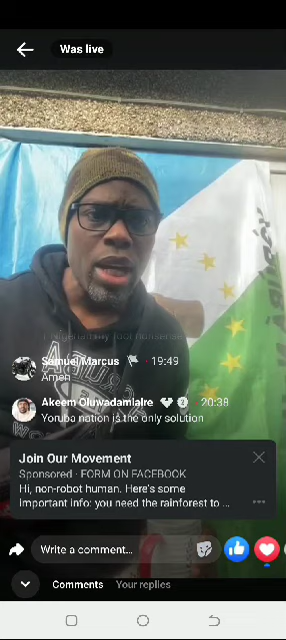 Was live
Samuel Marcus 19:49
Amen
Akeem Oluwadamlalre 20:38
Yoruba nation is the only solution
Join Our Movement
Sponsored · FORM ON FACEBOOK
Hi, non-robot human. Here's some
important info: you need the rainforest to ...
Write a comment...
Comments Your replies